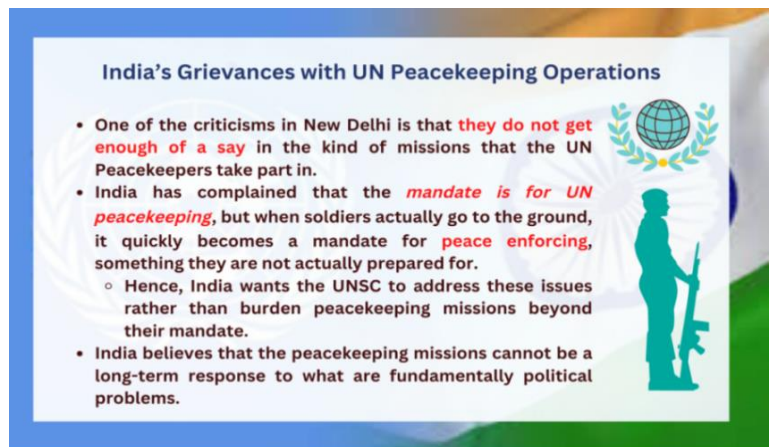 India’s Grievances with UN Peacekeeping Operations
• One of the criticisms in New Delhi is that they do not get
enough of a say in the kind of missions that the UN
Peacekeepers take part in.
• India has complained that the mandate is for UN
peacekeeping, but when soldiers actually go to the ground,
it quickly becomes a mandate for peace enforcing,
something they are not actually prepared for.
◦ Hence, India wants the UNSC to address these issues
rather than burden peacekeeping missions beyond
their mandate.
• India believes that the peacekeeping missions cannot be a
long-term response to what are fundamentally political
problems.